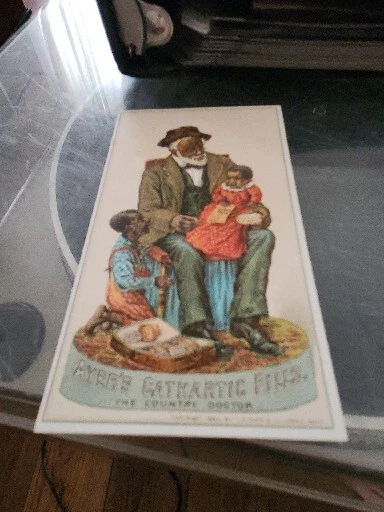 AYER'S CATHARTIC PILLS.
THE COUNTRY DOCTOR